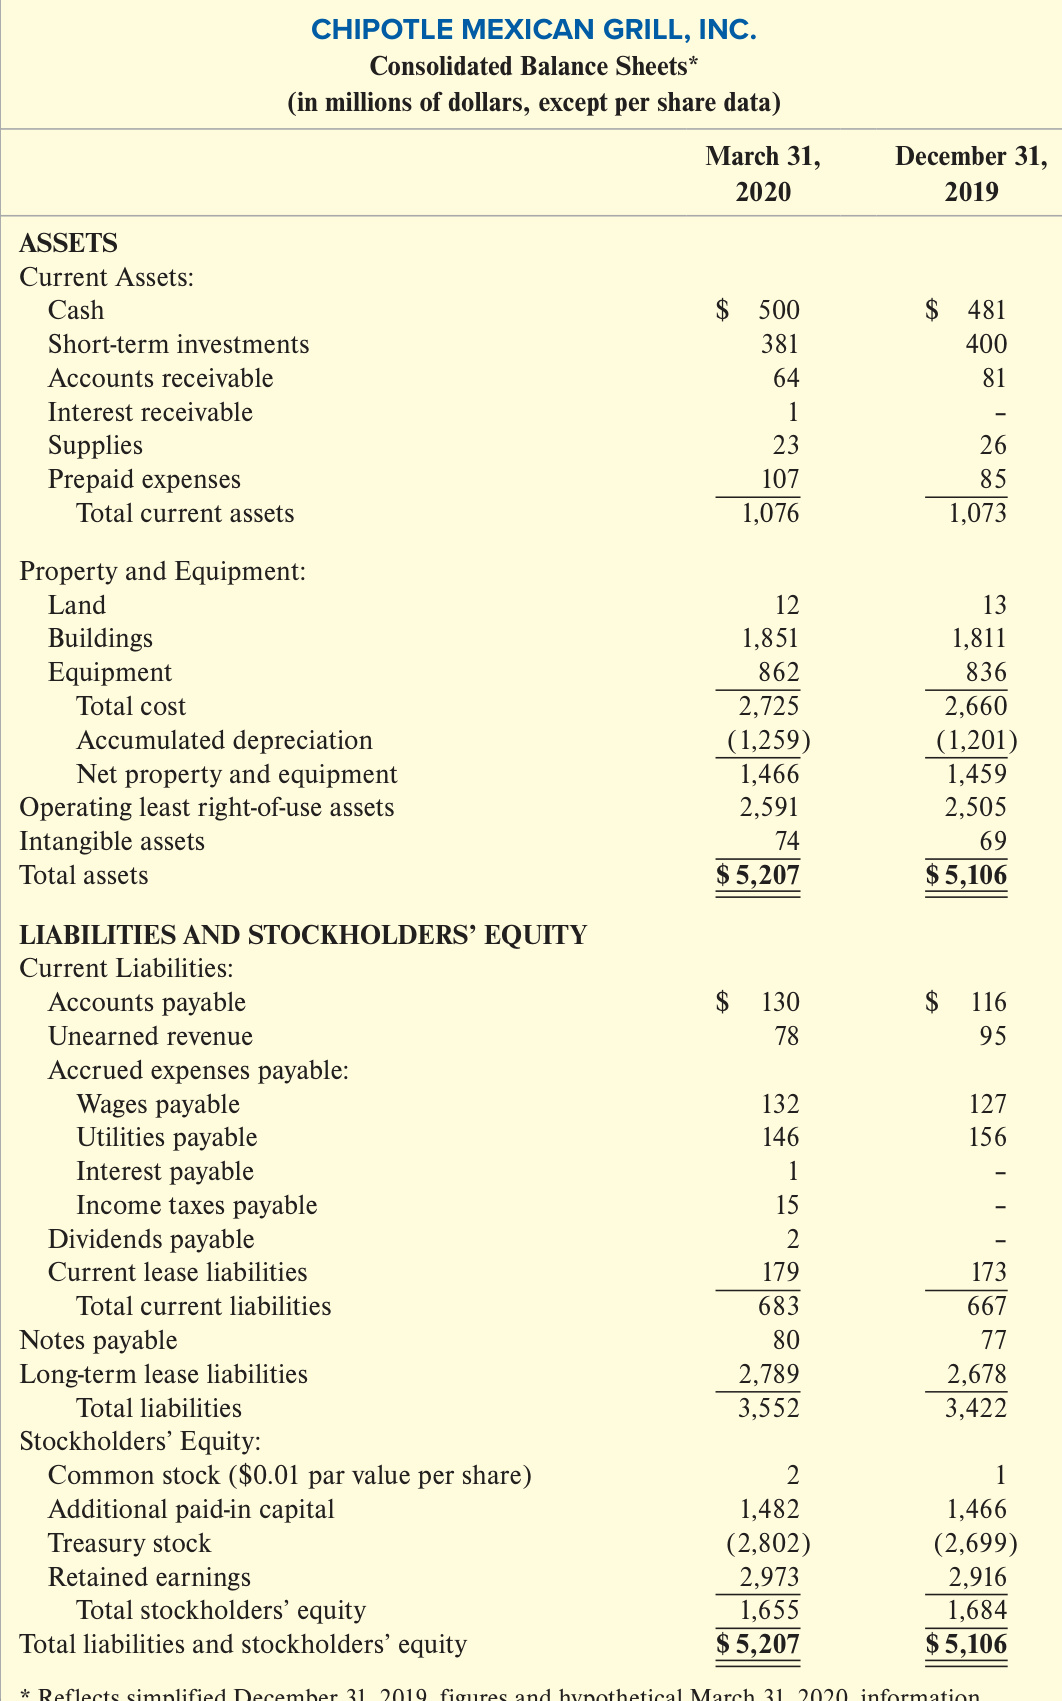 CHIPOTLE MEXICAN GRILL, INC.
Consolidated Balance Sheets*
(in millions of dollars, except per share data)
March 31, December 31,
2020 2019
ASSETS
Current Assets:
Cash $ 500 $ 481
Short-term investments 381 400
Accounts receivable 64 81
Interest receivable 1 –
Supplies 23 26
Prepaid expenses 107 85
Total current assets 1,076 1,073
Property and Equipment:
Land 12 13
Buildings 1,851 1,811
Equipment 862 836
Total cost 2,725 2,660
Accumulated depreciation (1,259) (1,201)
Net property and equipment 1,466 1,459
Operating least right-of-use assets 2,591 2,505
Intangible assets 74 69
Total assets $ 5,207 $ 5,106
LIABILITIES AND STOCKHOLDERS’ EQUITY
Current Liabilities:
Accounts payable $ 130 $ 116
Unearned revenue 78 95
Accrued expenses payable:
Wages payable 132 127
Utilities payable 146 156
Interest payable 1 –
Income taxes payable 15 –
Dividends payable 2 –
Current lease liabilities 179 173
Total current liabilities 683 667
Notes payable 80 77
Long-term lease liabilities 2,789 2,678
Total liabilities 3,552 3,422
Stockholders’ Equity:
Common stock ($0.01 par value per share) 2 1
Additional paid-in capital 1,482 1,466
Treasury stock (2,802) (2,699)
Retained earnings 2,973 2,916
Total stockholders’ equity 1,655 1,684
Total liabilities and stockholders’ equity $ 5,207 $ 5,106
* Reflects simplified December 31, 2019, figures and hypothetical March 31, 2020, information